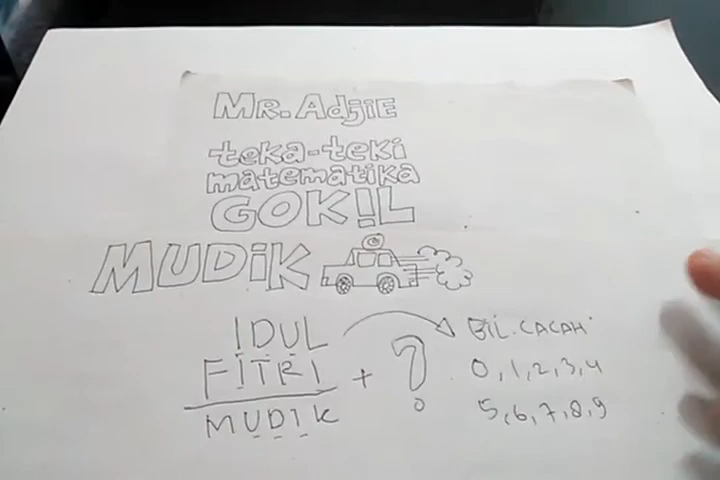 MR. AdjiE
teka-teki
matematika
GOK!L
MUDiK
IDUL
FITRI + ?
MUDIK
BIL. CACAH
0, 1, 2, 3, 4
5, 6, 7, 8, 9